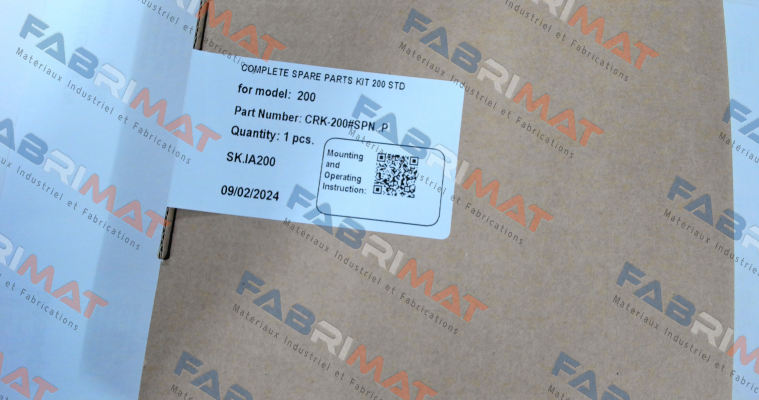 COMPLETE SPARE PARTS KIT 200 STD
for model: 200
Part Number: CRK-200#SPN .P
Quantity: 1 pcs.
SK.IA200
Mounting
and
Operating
Instruction:
09/02/2024
FABRIMAT
Materiaux Industriel et Fabrications